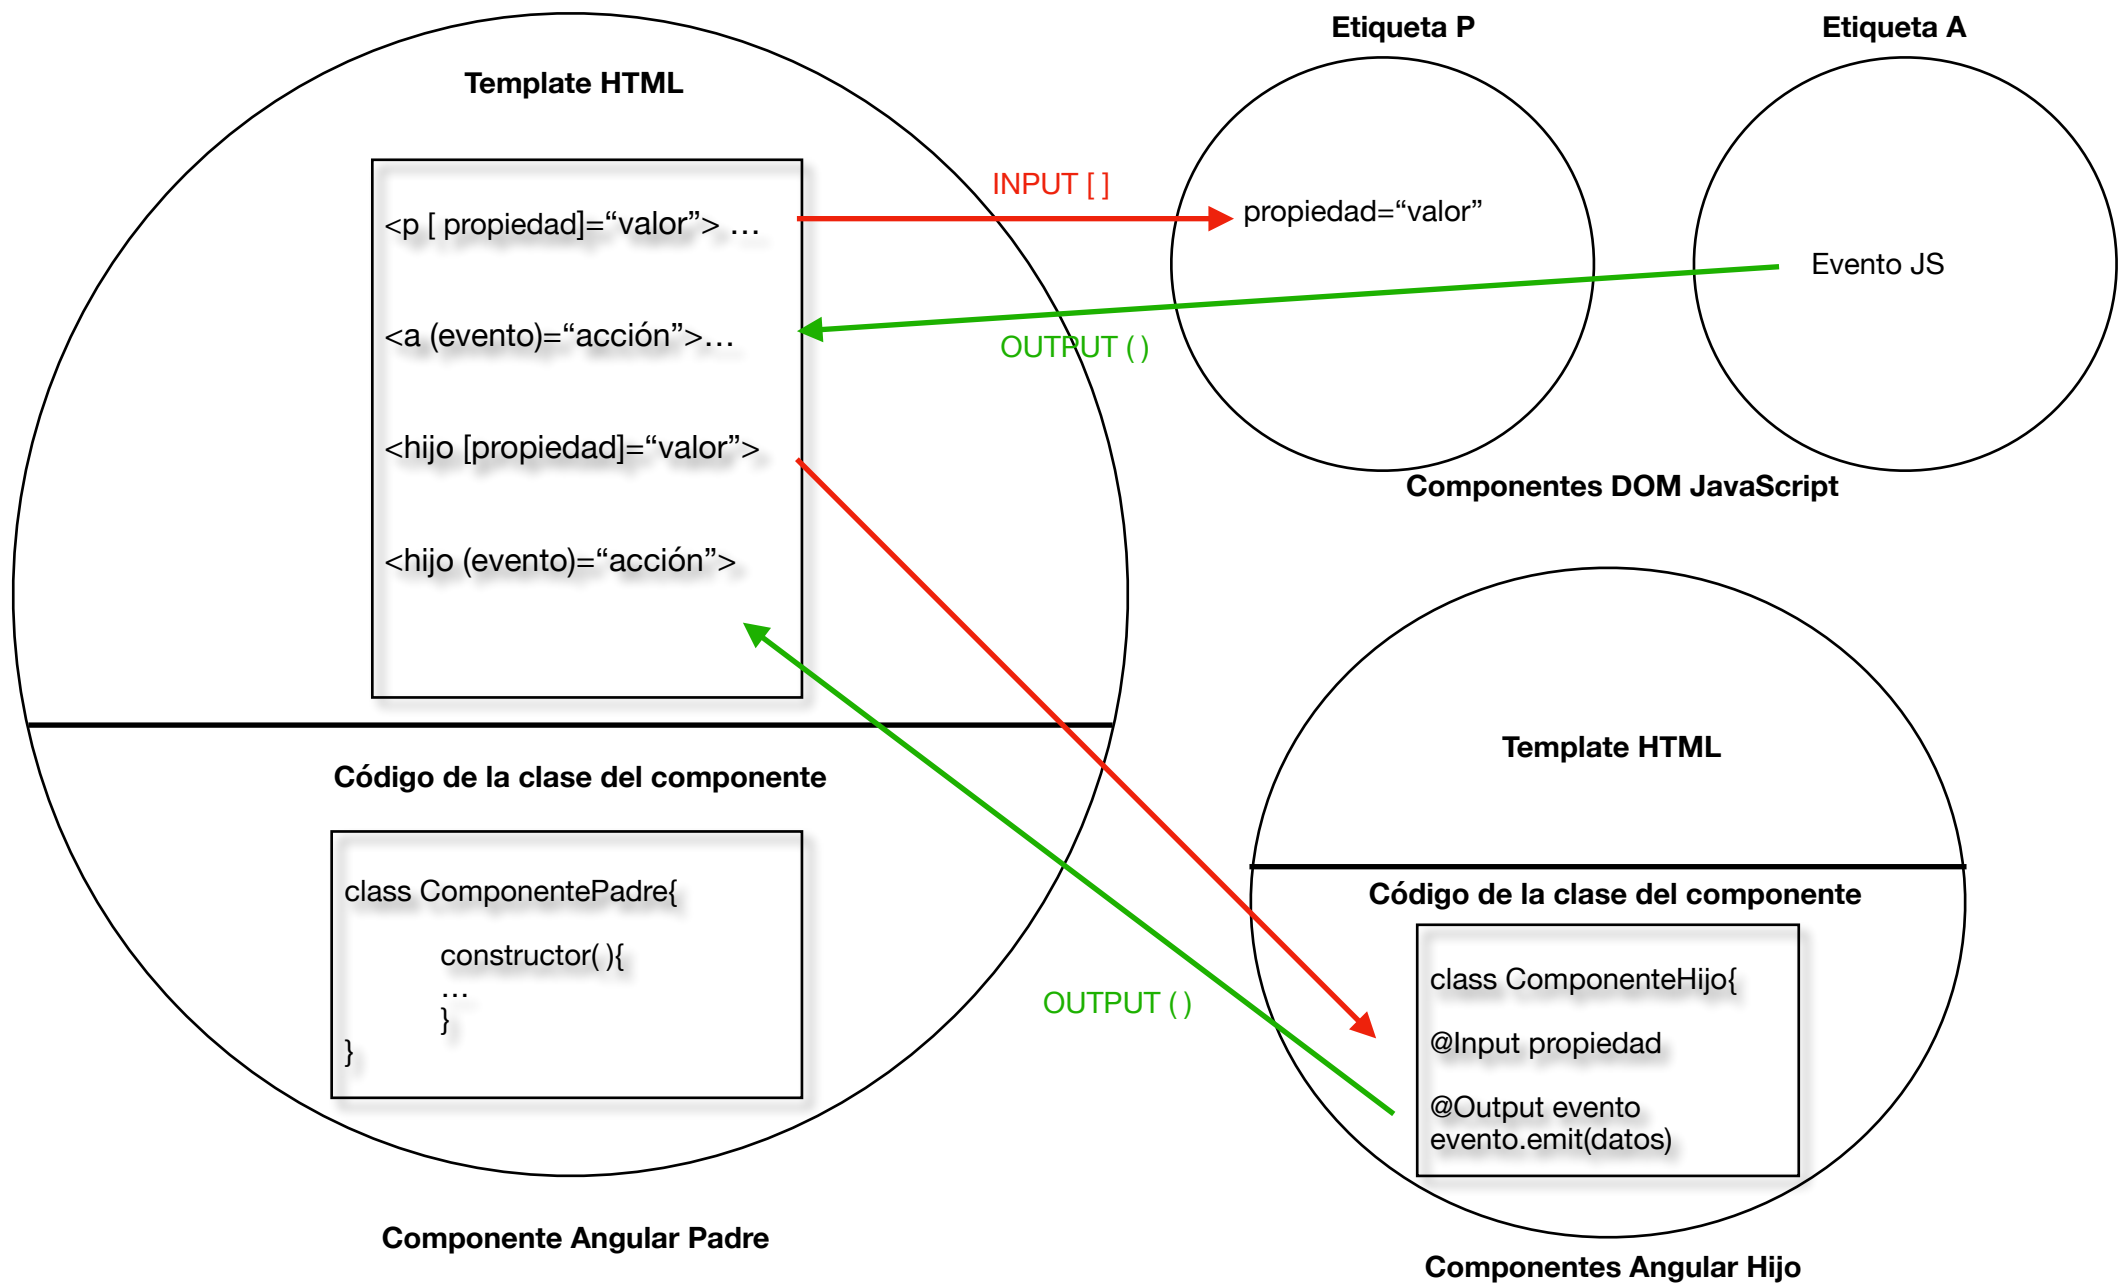 Template HTML
<p [ propiedad]=“valor”> …
<a (evento)=“acción”>…
<hijo [propiedad]=“valor”>
<hijo (evento)=“acción”>
Código de la clase del componente
class ComponentePadre{
constructor( ){
…
}
}
Componente Angular Padre
INPUT [ ]
OUTPUT ( )
OUTPUT ( )
Etiqueta P
propiedad=“valor”
Etiqueta A
Evento JS
Componentes DOM JavaScript
Template HTML
Código de la clase del componente
class ComponenteHijo{
@Input propiedad
@Output evento
evento.emit(datos)
Componentes Angular Hijo